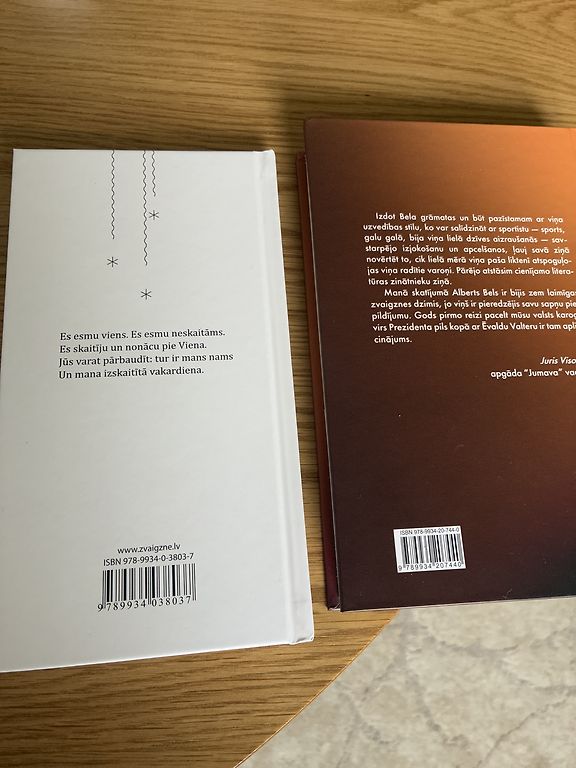 Es esmu viens. Es esmu neskaitāms.
Es skaitīju un nonācu pie Viena.
Jūs varat pārbaudīt: tur ir mans nams
Un mana izskaitītā vakardiena.
www.zvaigzne.lv
ISBN 978-9934-0-3803-7
9 789934 038037
Izdot Bela grāmatas un būt pazīstamam ar viņa
uzvedības stilu, ko var salīdzināt ar sportistu — sports,
galu galā, bija viņa lielā dzīves aizraušanās — sav-
starpējo izjokošanu un apcelšanos, ļauj savā ziņā
novērtēt to, cik lielā mērā viņa paša likteni atspoguļo-
jas viņa radītie varoņi. Pārējo atstāsim cienījamo litera-
tūras zinātnieku ziņā.
Manā skatījumā Alberts Bels ir bijis zem laimīgas
zvaigznes dzimis, jo viņš ir pieredzējis savu sapņu pie-
pildījumu. Gods pirmo reizi pacelt mūsu valsts karog
virs Prezidenta pils kopā ar Ēvaldu Valteru ir tam aplie-
cinājums.
Juris Viso
apgāda "Jumava" va
ISBN 978-9934-20-744-0
9 789934 207440